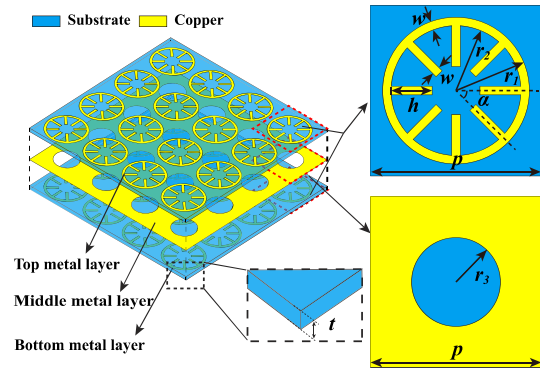 Substrate
Copper
w
r2
w
r1
h
α
p
Top metal layer
Middle metal layer
Bottom metal layer
t
r3
p